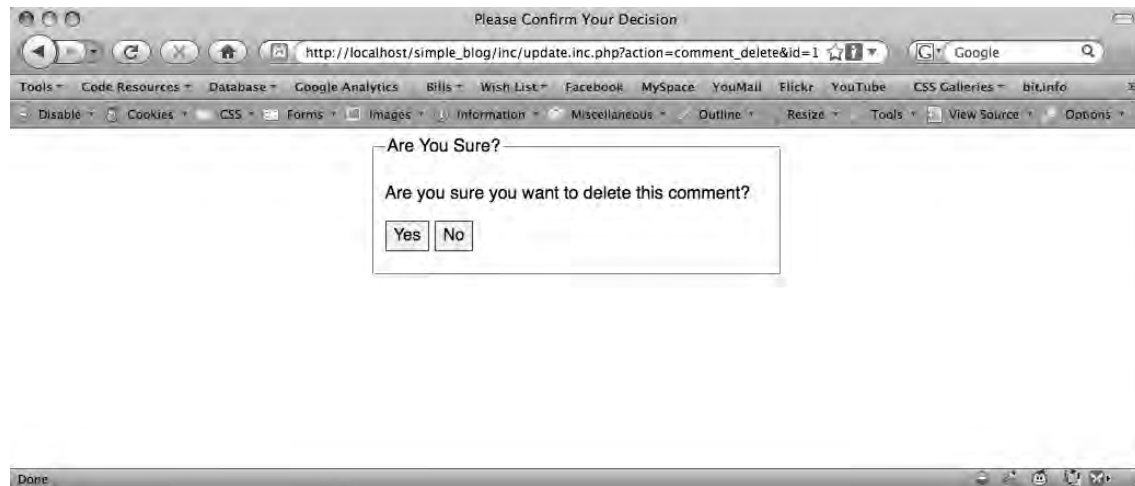 Please Confirm Your Decision
http://localhost/simple_blog/inc/update.inc.php?action=comment_delete&id=1 G Google
Tools Code Resources Database Google Analytics Bills Wish List Facebook MySpace YouMail Flickr YouTube CSS Galleries bit.info
Disable Cookies CSS Forms Images Information Miscellaneous Outline Resize Tools View Source Options
Are You Sure?
Are you sure you want to delete this comment?
Yes No
Done